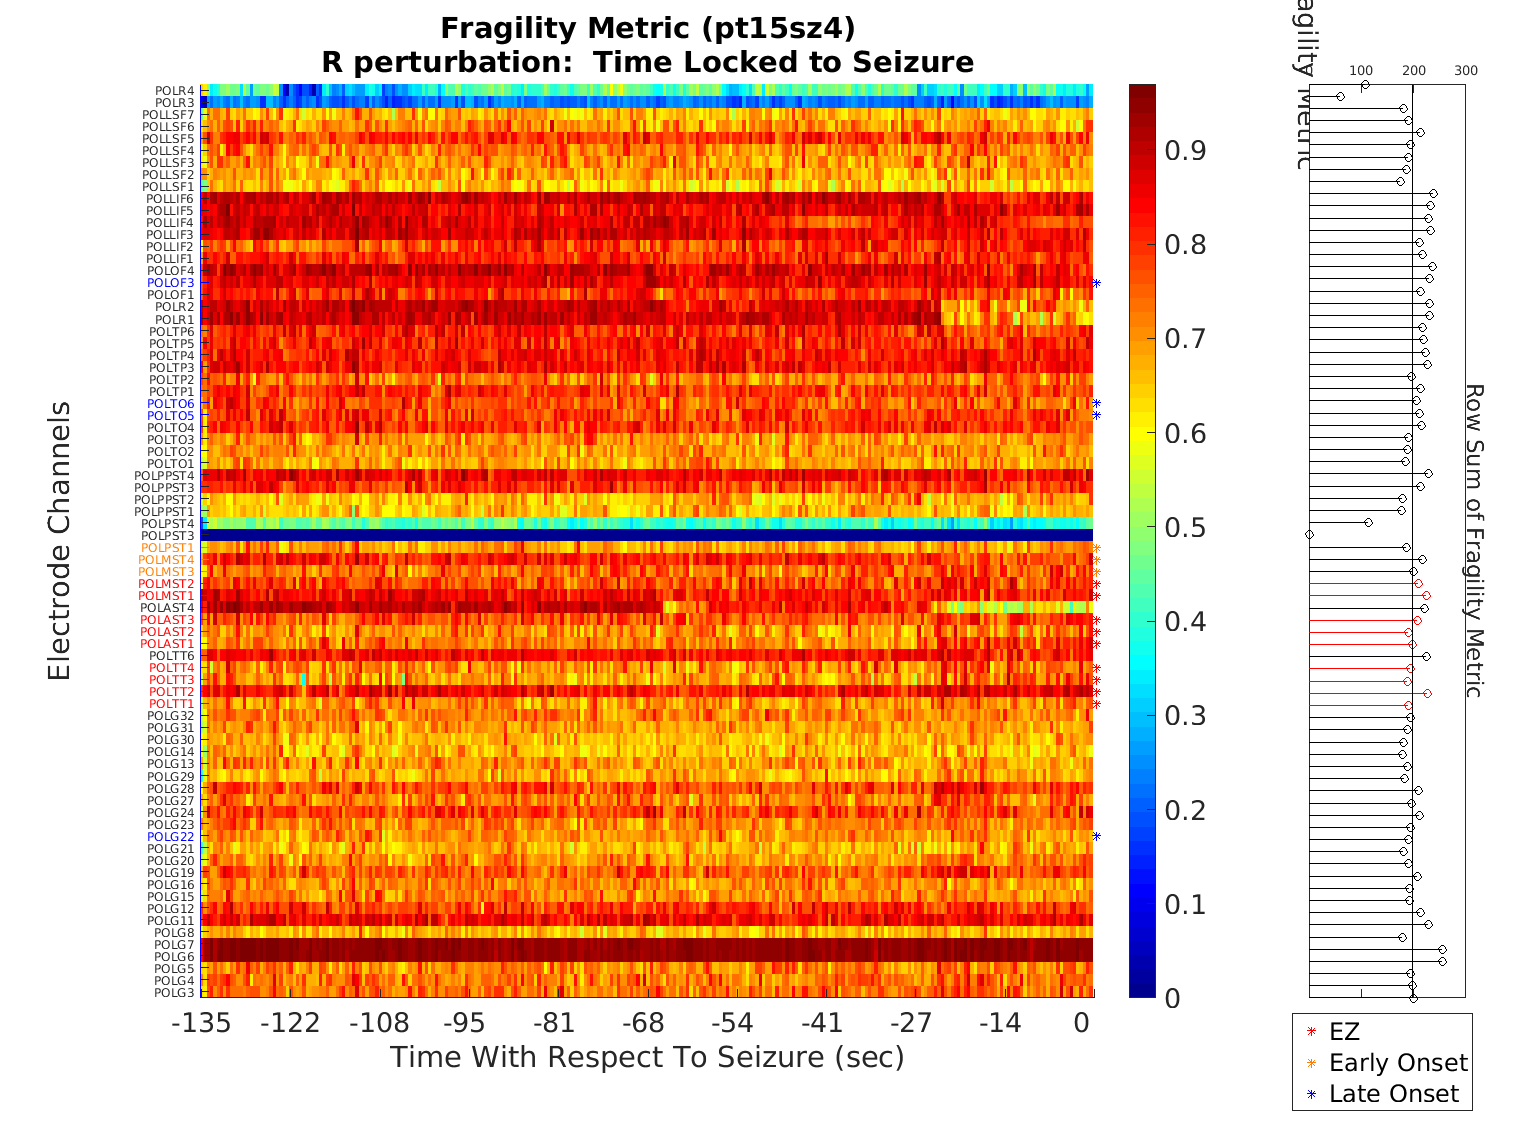 Fragility Metric (pt15sz4)
R perturbation:  Time Locked to Seizure
Electrode Channels
POLR4
POLR3
POLLSF7
POLLSF6
POLLSF5
POLLSF4
POLLSF3
POLLSF2
POLLSF1
POLLIF6
POLLIF5
POLLIF4
POLLIF3
POLLIF2
POLLIF1
POLOF4
POLOF3
POLOF1
POLR2
POLR1
POLTP6
POLTP5
POLTP4
POLTP3
POLTP2
POLTP1
POLTO6
POLTO5
POLTO4
POLTO3
POLTO2
POLTO1
POLPPST4
POLPPST3
POLPPST2
POLPPST1
POLPST4
POLPST3
POLPST1
POLMST4
POLMST3
POLMST2
POLMST1
POLAST4
POLAST3
POLAST2
POLAST1
POLTT6
POLTT4
POLTT3
POLTT2
POLTT1
POLG32
POLG31
POLG30
POLG14
POLG13
POLG29
POLG28
POLG27
POLG24
POLG23
POLG22
POLG21
POLG20
POLG19
POLG16
POLG15
POLG12
POLG11
POLG8
POLG7
POLG6
POLG5
POLG4
POLG3
-135 -122 -108 -95 -81 -68 -54 -41 -27 -14 0
Time With Respect To Seizure (sec)
0.9
0.8
0.7
0.6
0.5
0.4
0.3
0.2
0.1
0
agility Metric
100 200 300
Row Sum of Fragility Metric
EZ
Early Onset
Late Onset